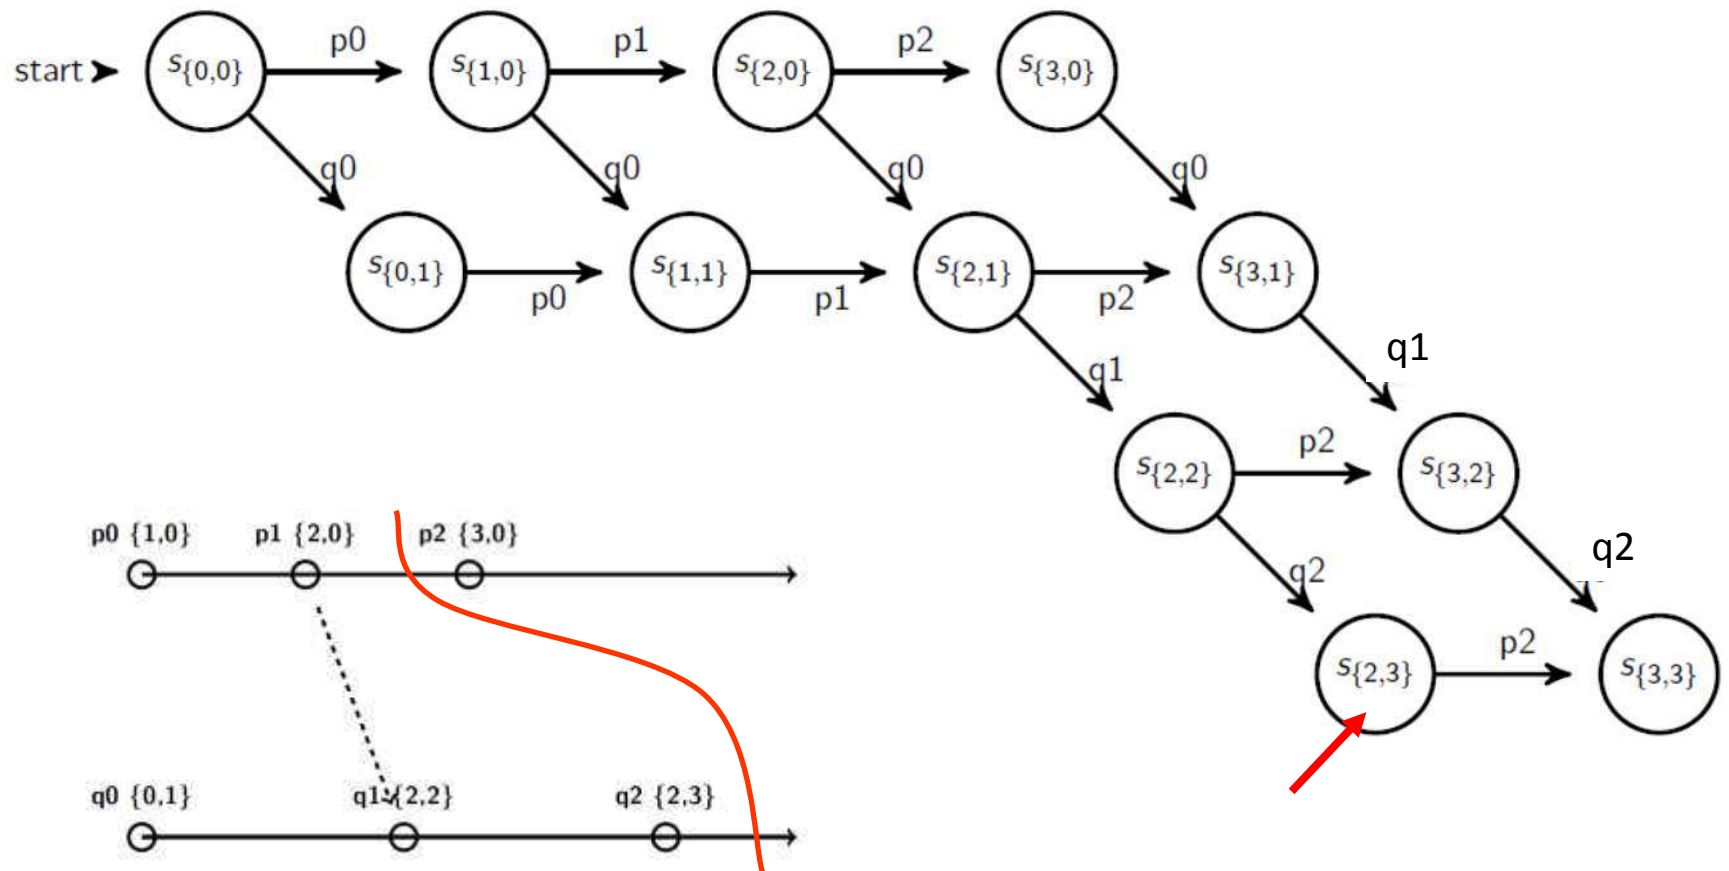 p0 p1 p2
start S{0,0} S{1,0} S{2,0} S{3,0}
q0 q0 q0 q0
S{0,1} S{1,1} S{2,1} S{3,1}
p0 p1 p2
q1 q1
p2
S{2,2} S{3,2}
p0 {1,0} p1 {2,0} p2 {3,0}
q2 q2
p2
S{2,3} S{3,3}
q0 {0,1} q1 {2,2} q2 {2,3}